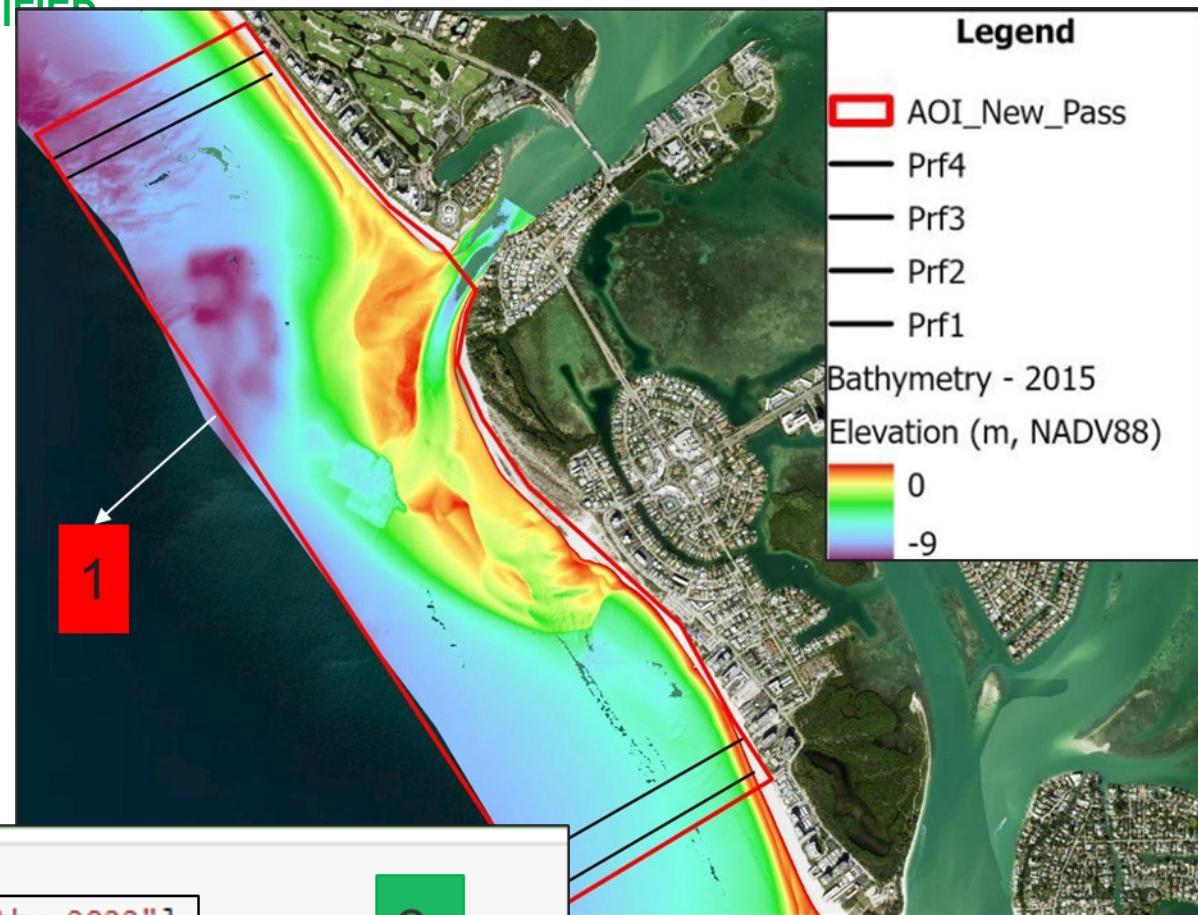 Legend
AOI_New_Pass
Prf4
Prf3
Prf2
Prf1
Bathymetry - 2015
Elevation (m, NADV88)
0
-9
1